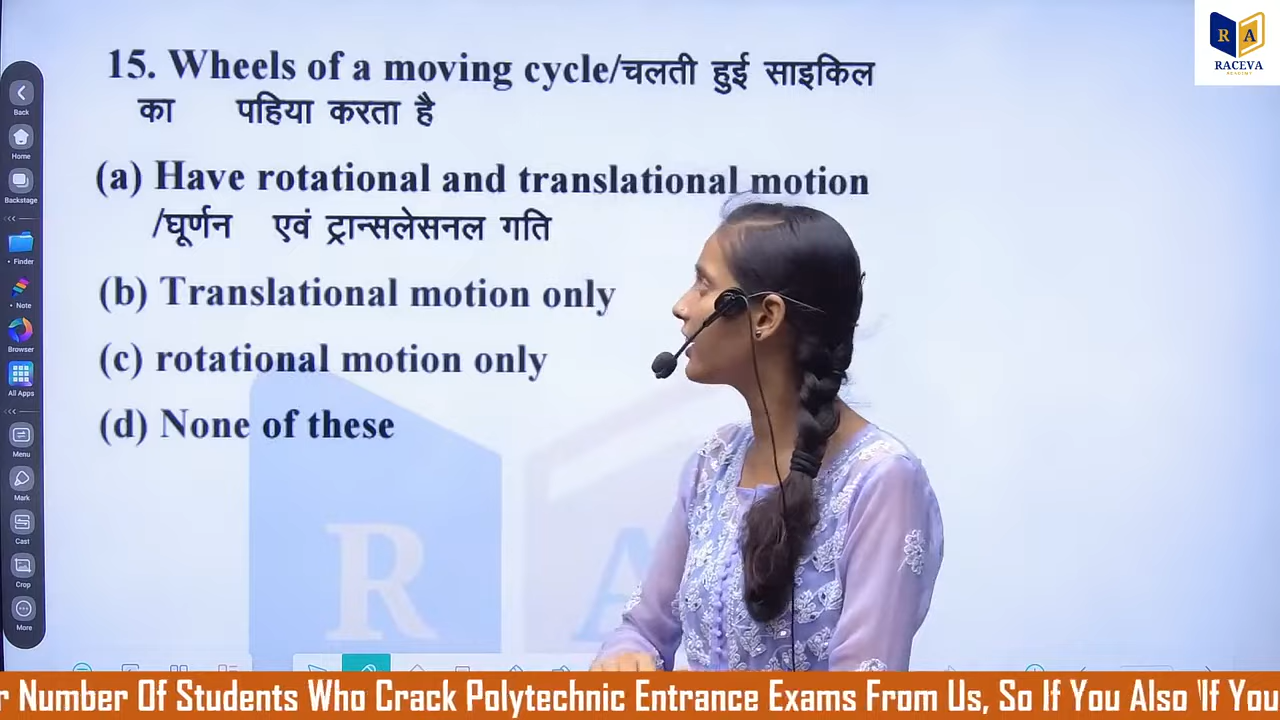 R A
RACEVA
ACADEMY
15. Wheels of a moving cycle/चलती हुई साइकिल
का पहिया करता है
(a) Have rotational and translational motion
/घूर्णन एवं ट्रान्सलेसनल गति
(b) Translational motion only
(c) rotational motion only
(d) None of these
Back
Home
Backstage
Finder
Note
Browser
All Apps
Menu
Mark
Cast
Crop
More
R A
r Number Of Students Who Crack Polytechnic Entrance Exams From Us, So If You Also 'If You